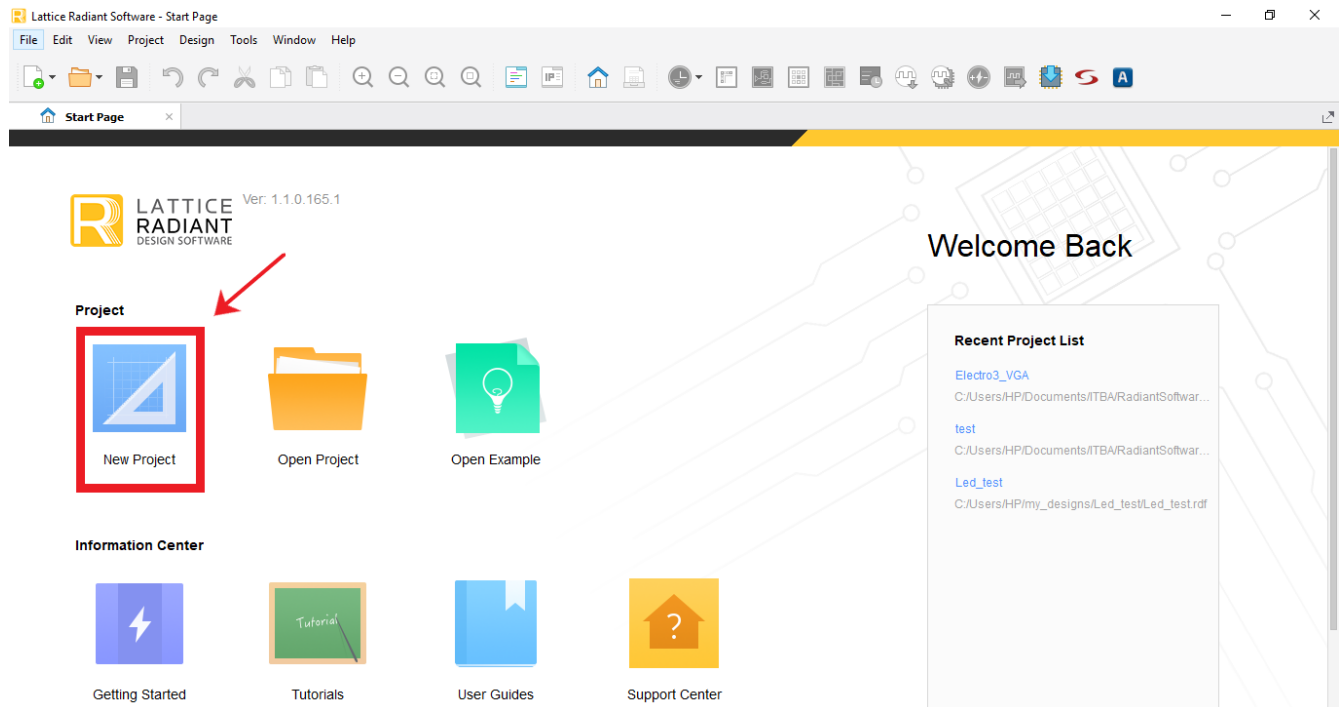 Lattice Radiant Software - Start Page
File Edit View Project Design Tools Window Help
IP
A
Start Page
LATTICE
RADIANT
DESIGN SOFTWARE
Ver: 1.1.0.165.1
Welcome Back
Project
New Project
Open Project
Open Example
Recent Project List
Electro3_VGA
C:/Users/HP/Documents/ITBA/RadiantSoftwar...
test
C:/Users/HP/Documents/ITBA/RadiantSoftwar...
Led_test
C:/Users/HP/my_designs/Led_test/Led_test.rdf
Information Center
Tutorial
?
Getting Started
Tutorials
User Guides
Support Center